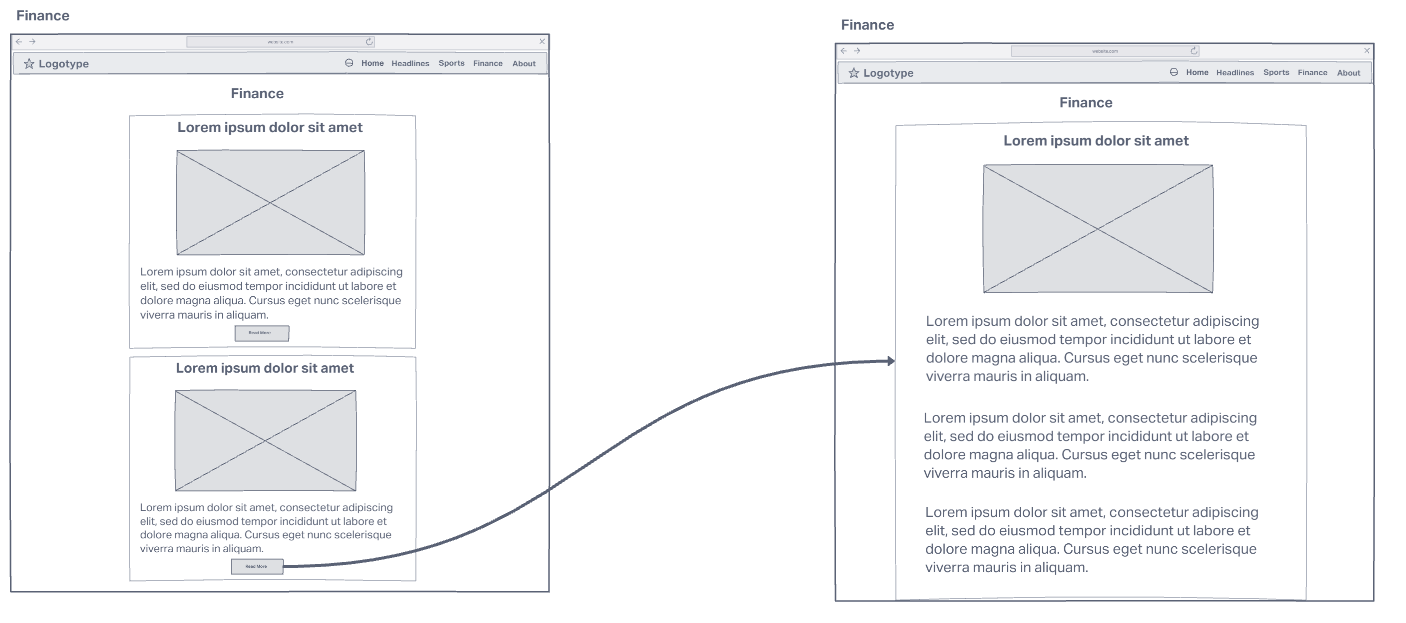 Finance
website.com
Logotype
Home Headlines Sports Finance About
Finance
Lorem ipsum dolor sit amet
Lorem ipsum dolor sit amet, consectetur adipiscing
elit, sed do eiusmod tempor incididunt ut labore et
dolore magna aliqua. Cursus eget nunc scelerisque
viverra mauris in aliquam.
Read More
Lorem ipsum dolor sit amet
Lorem ipsum dolor sit amet, consectetur adipiscing
elit, sed do eiusmod tempor incididunt ut labore et
dolore magna aliqua. Cursus eget nunc scelerisque
viverra mauris in aliquam.
Read More
Finance
website.com
Logotype
Home Headlines Sports Finance About
Finance
Lorem ipsum dolor sit amet
Lorem ipsum dolor sit amet, consectetur adipiscing
elit, sed do eiusmod tempor incididunt ut labore et
dolore magna aliqua. Cursus eget nunc scelerisque
viverra mauris in aliquam.
Lorem ipsum dolor sit amet, consectetur adipiscing
elit, sed do eiusmod tempor incididunt ut labore et
dolore magna aliqua. Cursus eget nunc scelerisque
viverra mauris in aliquam.
Lorem ipsum dolor sit amet, consectetur adipiscing
elit, sed do eiusmod tempor incididunt ut labore et
dolore magna aliqua. Cursus eget nunc scelerisque
viverra mauris in aliquam.